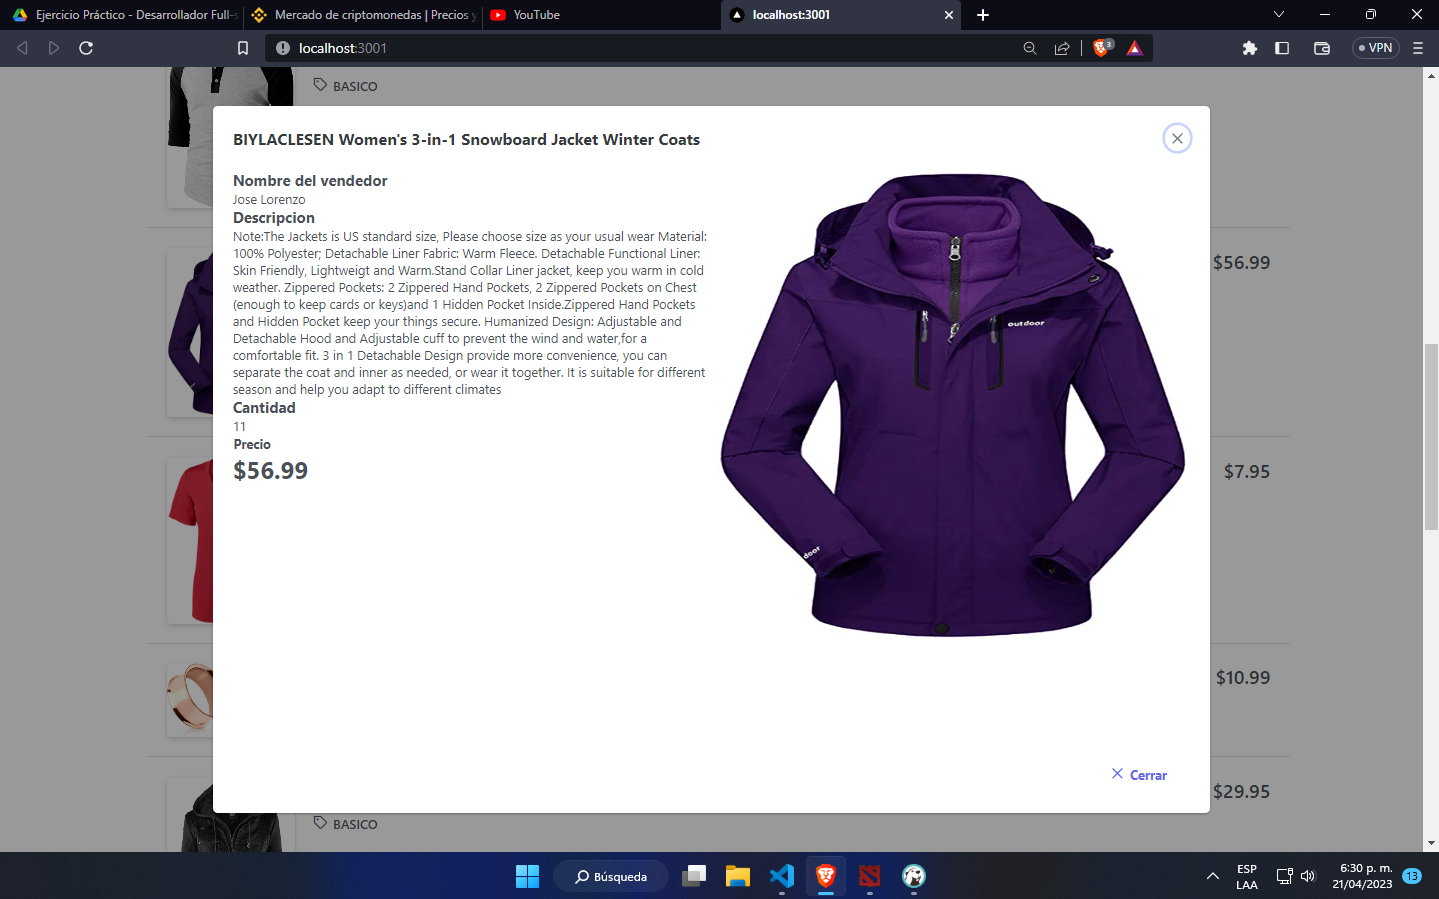 Ejercicio Práctico - Desarrollador Full-s
Mercado de criptomonedas | Precios y
YouTube
localhost:3001
localhost:3001
3
VPN
BASICO
BIYLACLESEN Women's 3-in-1 Snowboard Jacket Winter Coats
Nombre del vendedor
Jose Lorenzo
Descripcion
Note:The Jackets is US standard size, Please choose size as your usual wear Material:
100% Polyester; Detachable Liner Fabric: Warm Fleece. Detachable Functional Liner:
Skin Friendly, Lightweigt and Warm.Stand Collar Liner jacket, keep you warm in cold
weather. Zippered Pockets: 2 Zippered Hand Pockets, 2 Zippered Pockets on Chest
(enough to keep cards or keys)and 1 Hidden Pocket Inside.Zippered Hand Pockets
and Hidden Pocket keep your things secure. Humanized Design: Adjustable and
Detachable Hood and Adjustable cuff to prevent the wind and water,for a
comfortable fit. 3 in 1 Detachable Design provide more convenience, you can
separate the coat and inner as needed, or wear it together. It is suitable for different
season and help you adapt to different climates
Cantidad
11
Precio
$56.99
outdoor
door
$56.99
$7.95
$10.99
$29.95
Cerrar
BASICO
Búsqueda
ESP
LAA
6:30 p. m.
21/04/2023
13